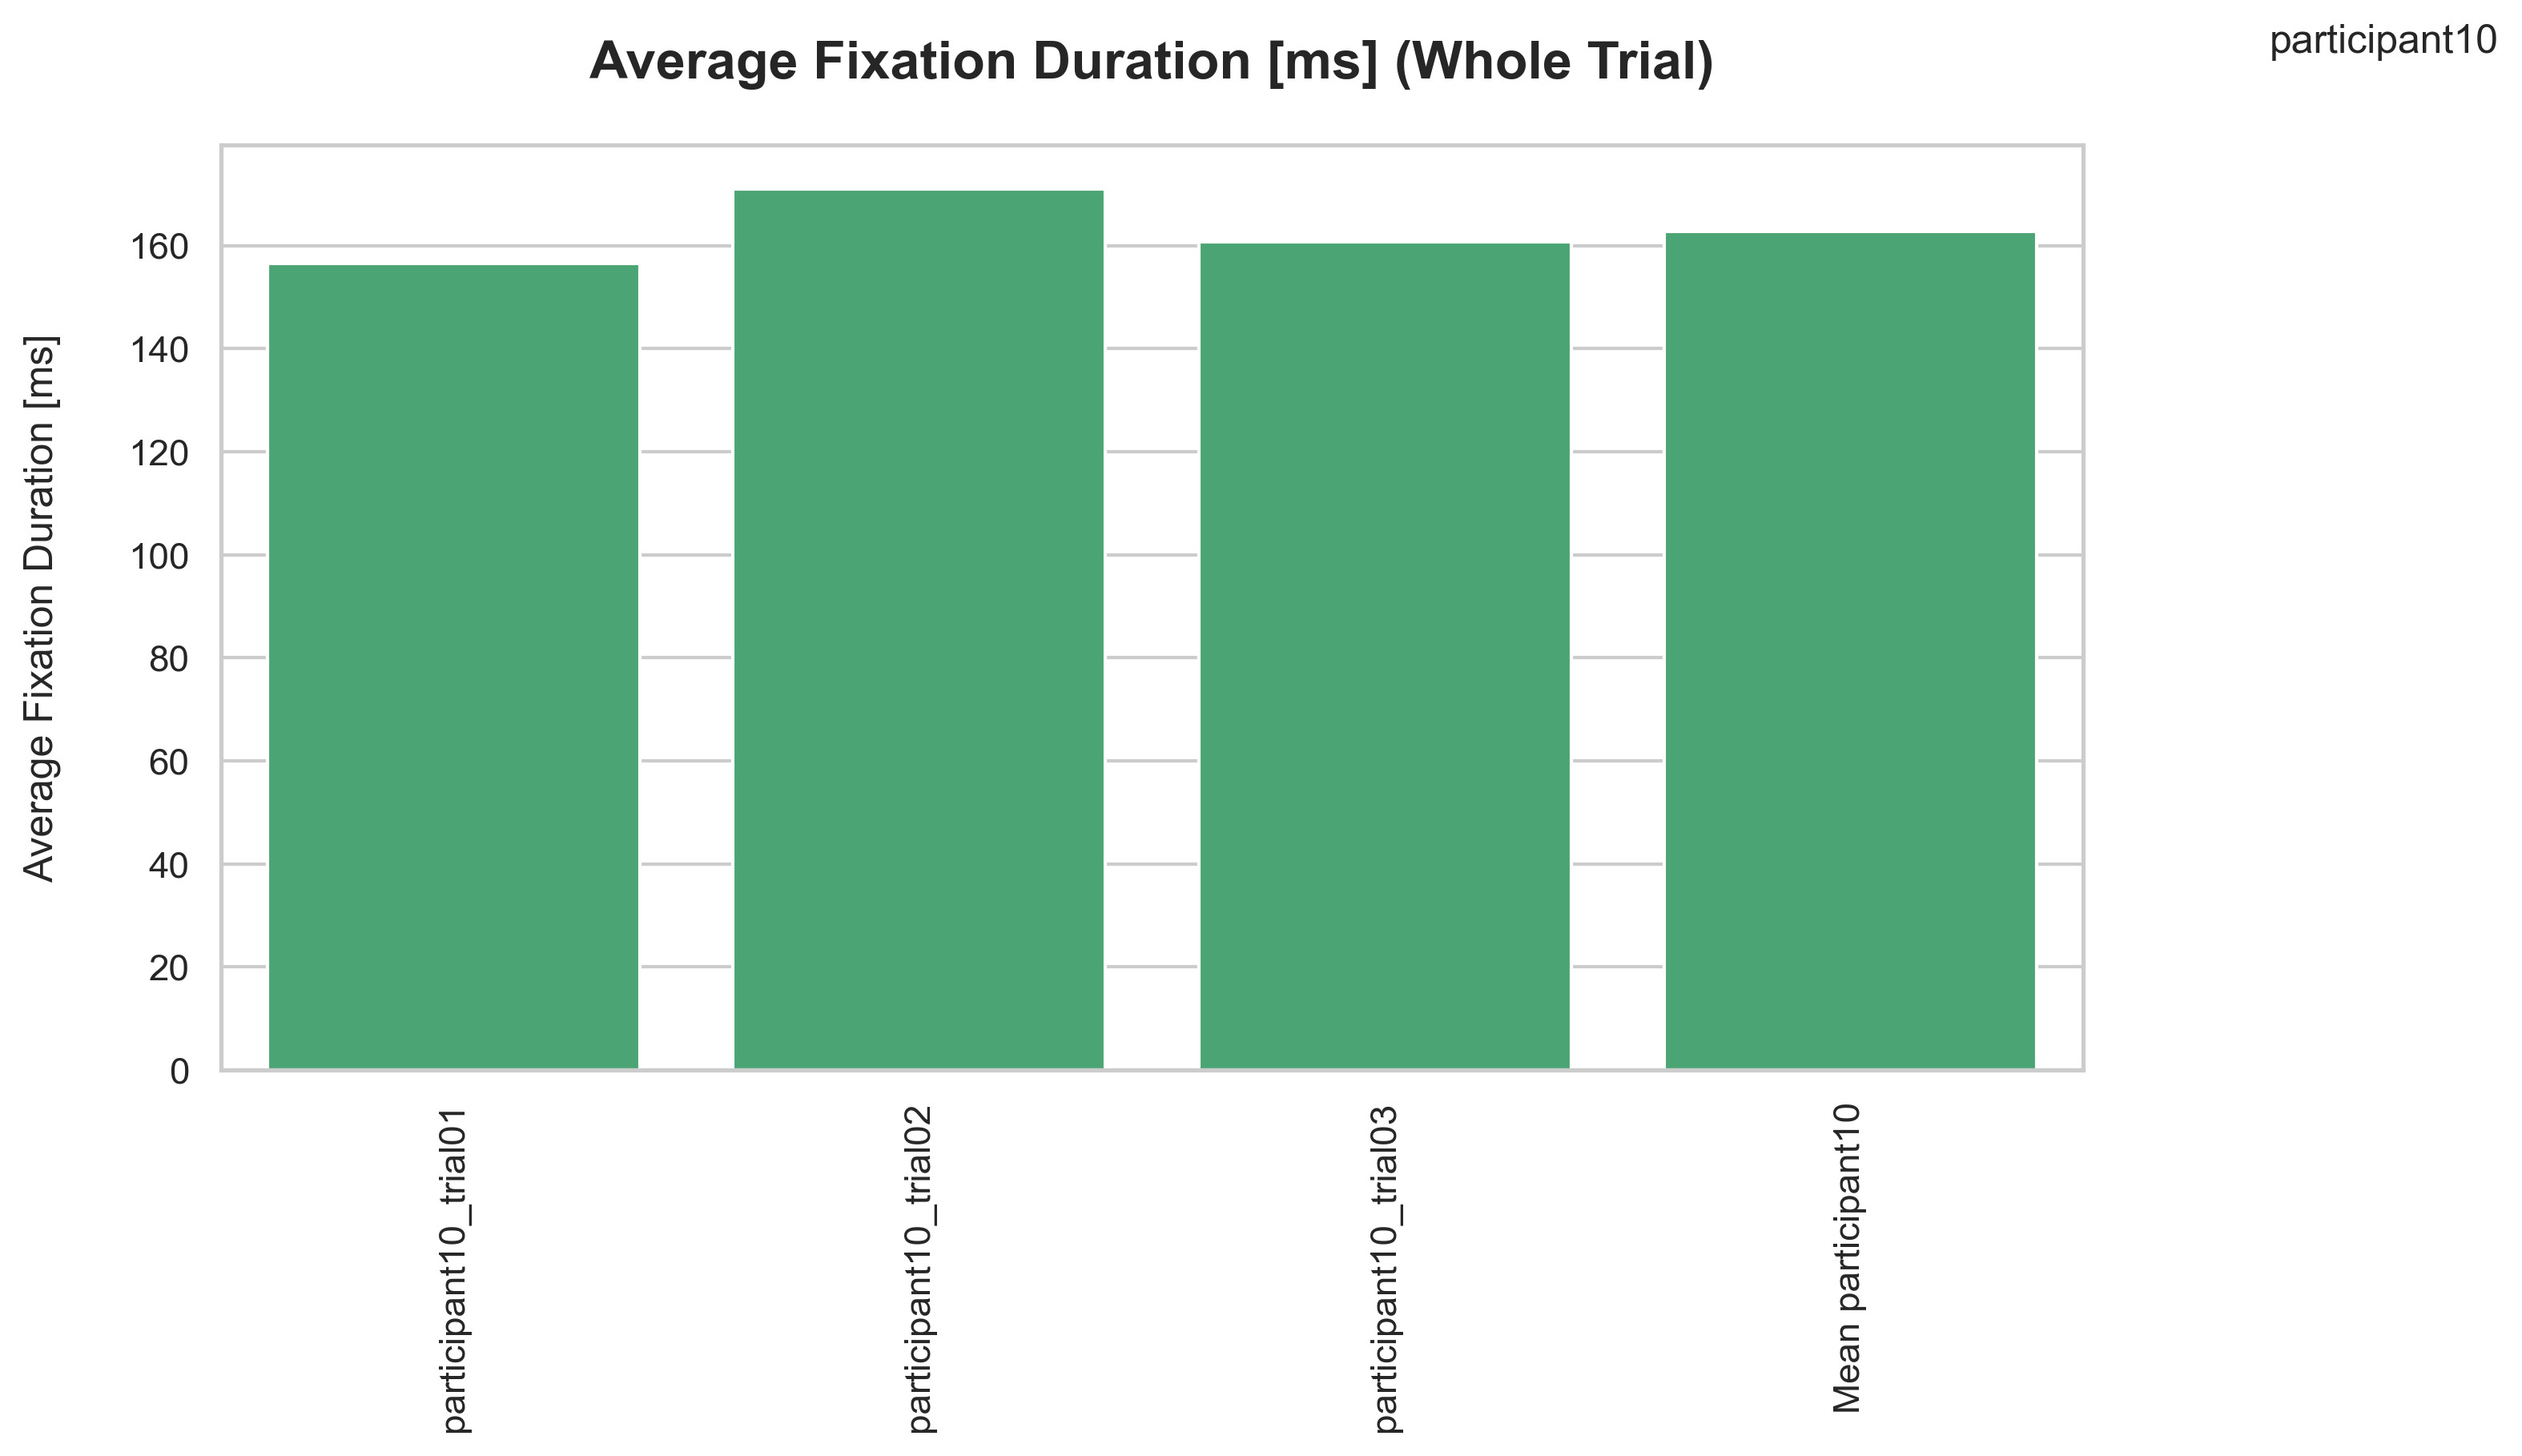 participant10
Average Fixation Duration [ms] (Whole Trial)
Average Fixation Duration [ms]
160
140
120
100
80
60
40
20
0
participant10_trial01
participant10_trial02
participant10_trial03
Mean participant10